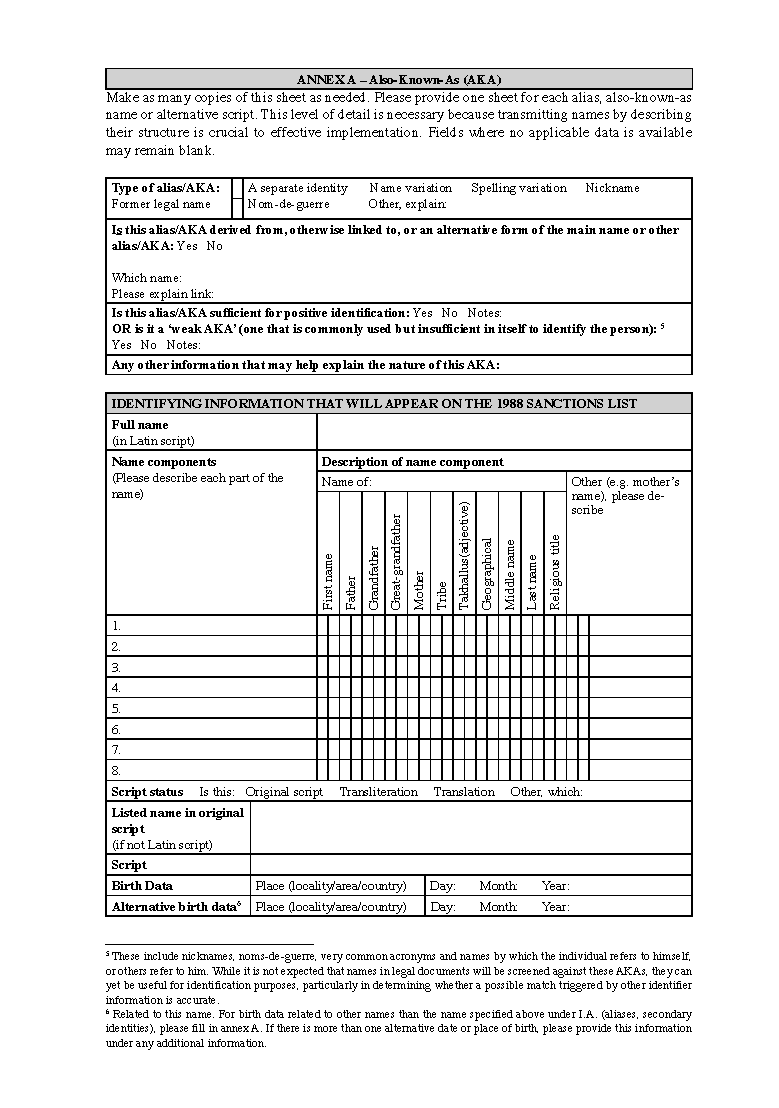 ANNEX A – Also-Known-As (AKA)
Make as many copies of this sheet as needed. Please provide one sheet for each alias, also-known-as
name or alternative script. This level of detail is necessary because transmitting names by describing
their structure is crucial to effective implementation. Fields where no applicable data is available
may remain blank.
Type of alias/AKA: A separate identity Name variation Spelling variation Nickname
Former legal name Nom-de-guerre Other, explain:
Is this alias/AKA derived from, otherwise linked to, or an alternative form of the main name or other
alias/AKA: Yes No
Which name:
Please explain link:
Is this alias/AKA sufficient for positive identification: Yes No Notes:
OR is it a ‘weak AKA’ (one that is commonly used but insufficient in itself to identify the person): 5
Yes No Notes:
Any other information that may help explain the nature of this AKA:
IDENTIFYING INFORMATION THAT WILL APPEAR ON THE 1988 SANCTIONS LIST
Full name
(in Latin script)
Name components
(Please describe each part of the
name)
Description of name component
Name of:
First name
Father
Grandfather
Great-grandfather
Mother
Tribe
Takhallus(adjective)
Geographical
Middle name
Last name
Religious title
Other (e.g. mother’s
name), please de-
scribe
1.
2.
3.
4.
5.
6.
7.
8.
Script status Is this: Original script Transliteration Translation Other, which:
Listed name in original
script
(if not Latin script)
Script
Birth Data Place (locality/area/country) Day: Month: Year:
Alternative birth data6 Place (locality/area/country) Day: Month: Year:
5 These include nicknames, noms-de-guerre, very common acronyms and names by which the individual refers to himself,
or others refer to him. While it is not expected that names in legal documents will be screened against these AKAs, they can
yet be useful for identification purposes, particularly in determining whether a possible match triggered by other identifier
information is accurate.
6 Related to this name. For birth data related to other names than the name specified above under I.A. (aliases, secondary
identities), please fill in annex A. If there is more than one alternative date or place of birth, please provide this information
under any additional information.